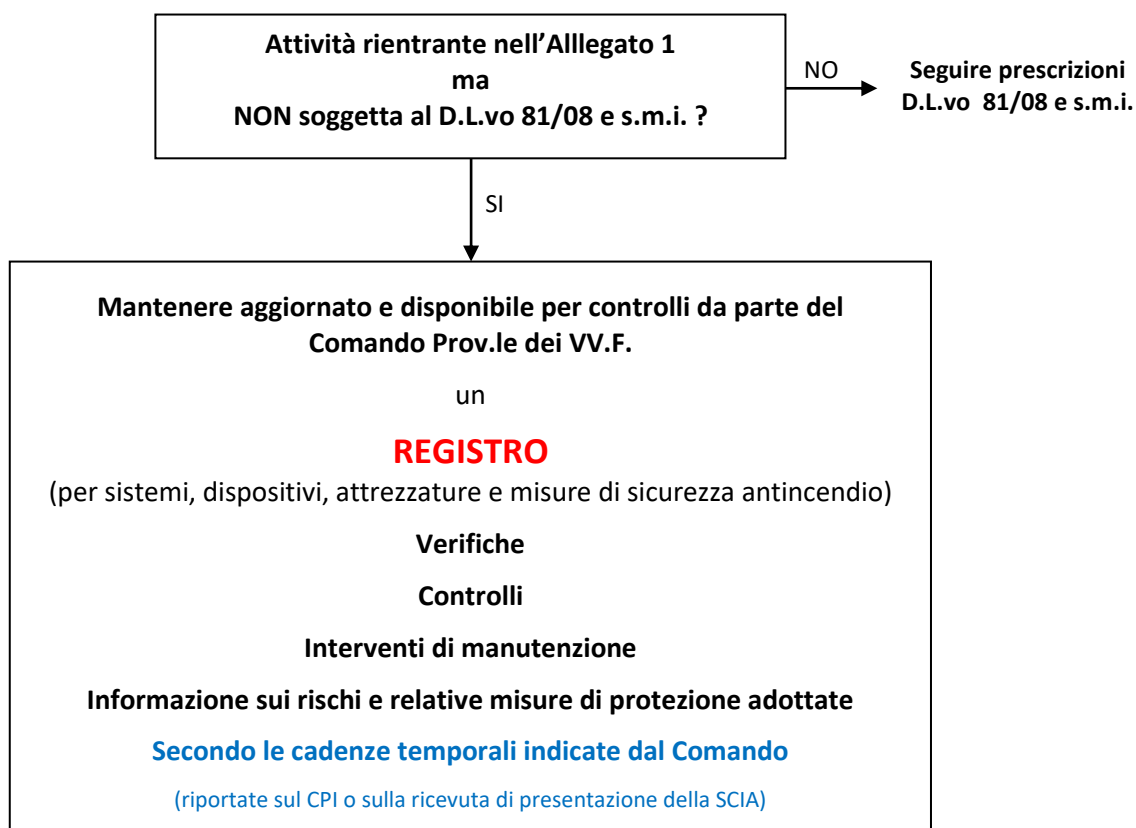 Attività rientrante nell’Alllegato 1
ma
NON soggetta al D.L.vo 81/08 e s.m.i. ?
NO
Seguire prescrizioni
D.L.vo 81/08 e s.m.i.
SI
Mantenere aggiornato e disponibile per controlli da parte del
Comando Prov.le dei VV.F.
un
REGISTRO
(per sistemi, dispositivi, attrezzature e misure di sicurezza antincendio)
Verifiche
Controlli
Interventi di manutenzione
Informazione sui rischi e relative misure di protezione adottate
Secondo le cadenze temporali indicate dal Comando
(riportate sul CPI o sulla ricevuta di presentazione della SCIA)